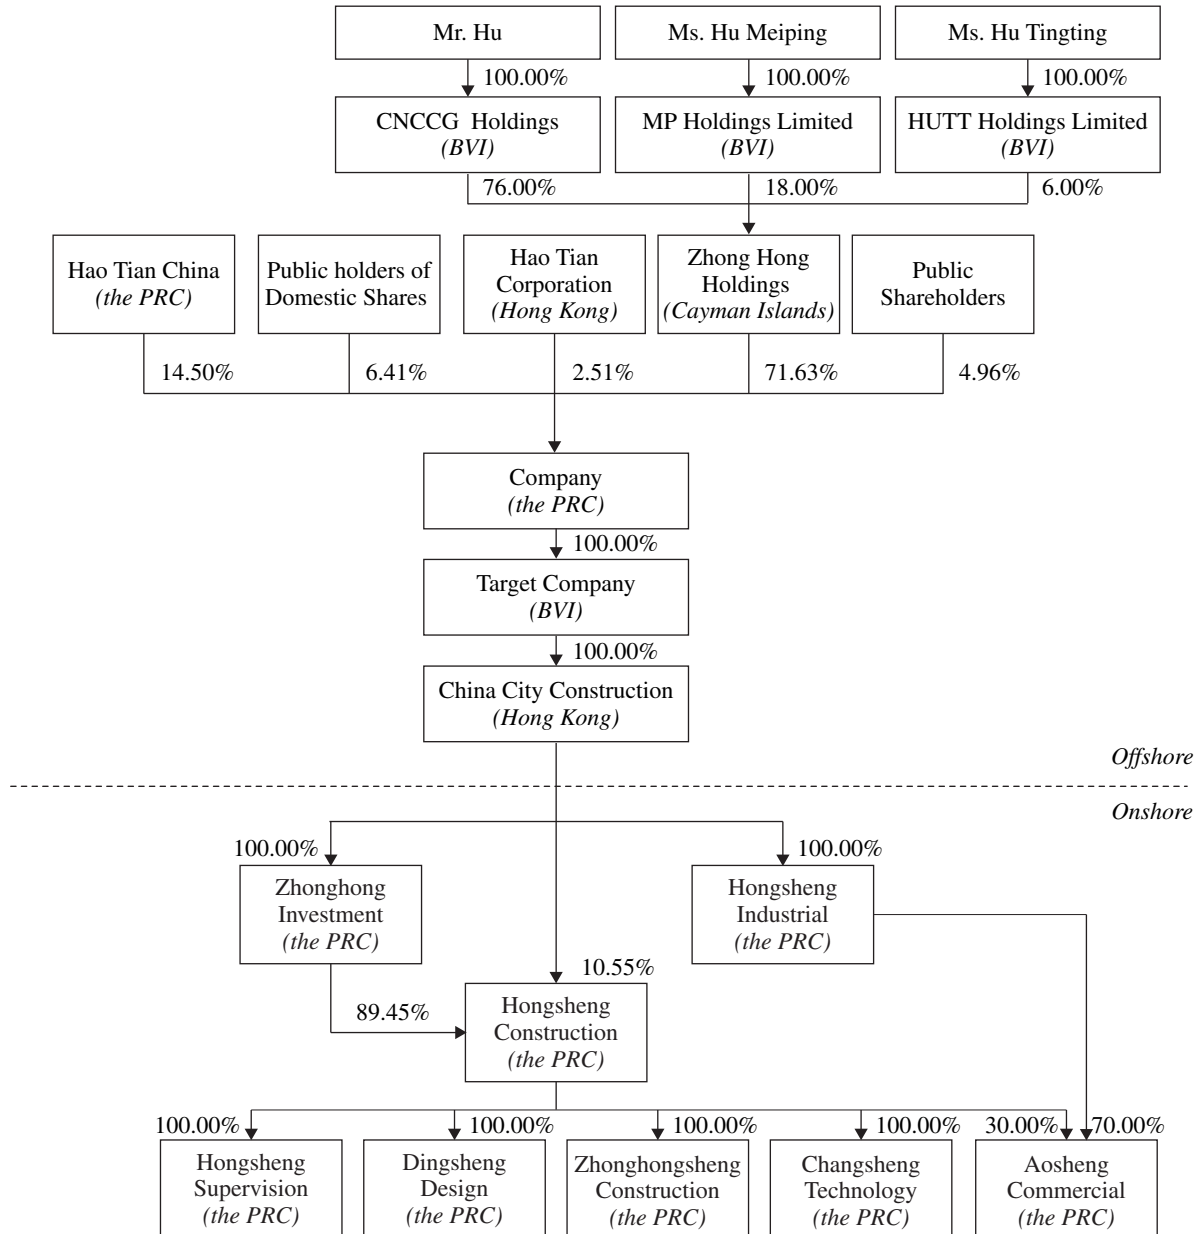 Mr. Hu
Ms. Hu Meiping
Ms. Hu Tingting
100.00%
100.00%
100.00%
CNCCG Holdings
(BVI)
MP Holdings Limited
(BVI)
HUTT Holdings Limited
(BVI)
76.00%
18.00%
6.00%
Hao Tian China
(the PRC)
Public holders of
Domestic Shares
Hao Tian
Corporation
(Hong Kong)
Zhong Hong
Holdings
(Cayman Islands)
Public
Shareholders
14.50%
6.41%
2.51%
71.63%
4.96%
Company
(the PRC)
100.00%
Target Company
(BVI)
100.00%
China City Construction
(Hong Kong)
Offshore
Onshore
100.00%
100.00%
Zhonghong
Investment
(the PRC)
Hongsheng
Industrial
(the PRC)
10.55%
89.45%
Hongsheng
Construction
(the PRC)
100.00%
100.00%
100.00%
100.00%
30.00%
70.00%
Hongsheng
Supervision
(the PRC)
Dingsheng
Design
(the PRC)
Zhonghongsheng
Construction
(the PRC)
Changsheng
Technology
(the PRC)
Aosheng
Commercial
(the PRC)